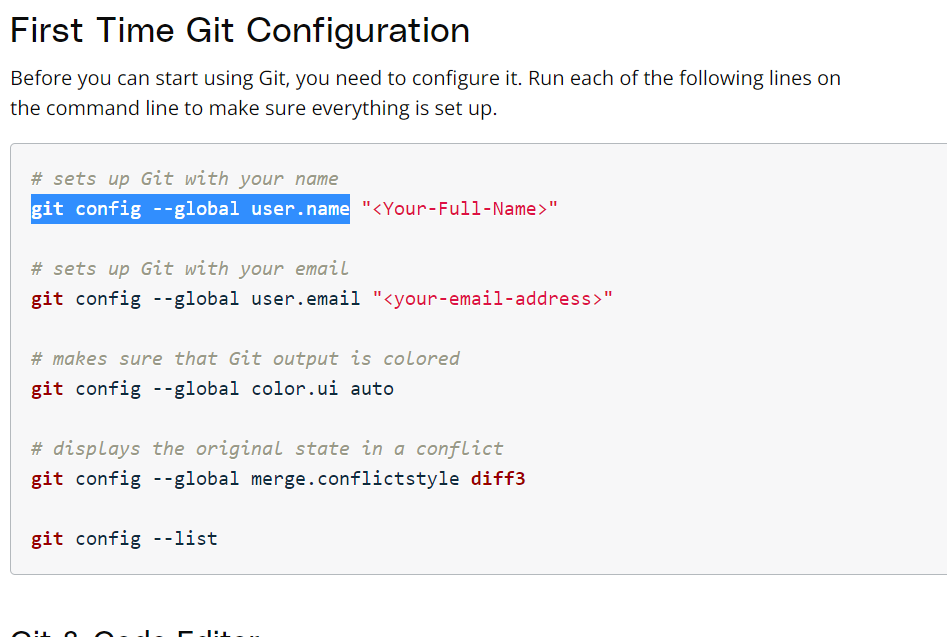 First Time Git Configuration
Before you can start using Git, you need to configure it. Run each of the following lines on
the command line to make sure everything is set up.
# sets up Git with your name
git config --global user.name "<Your-Full-Name>"
# sets up Git with your email
git config --global user.email "<your-email-address>"
# makes sure that Git output is colored
git config --global color.ui auto
# displays the original state in a conflict
git config --global merge.conflictstyle diff3
git config --list
Git & Code Editor